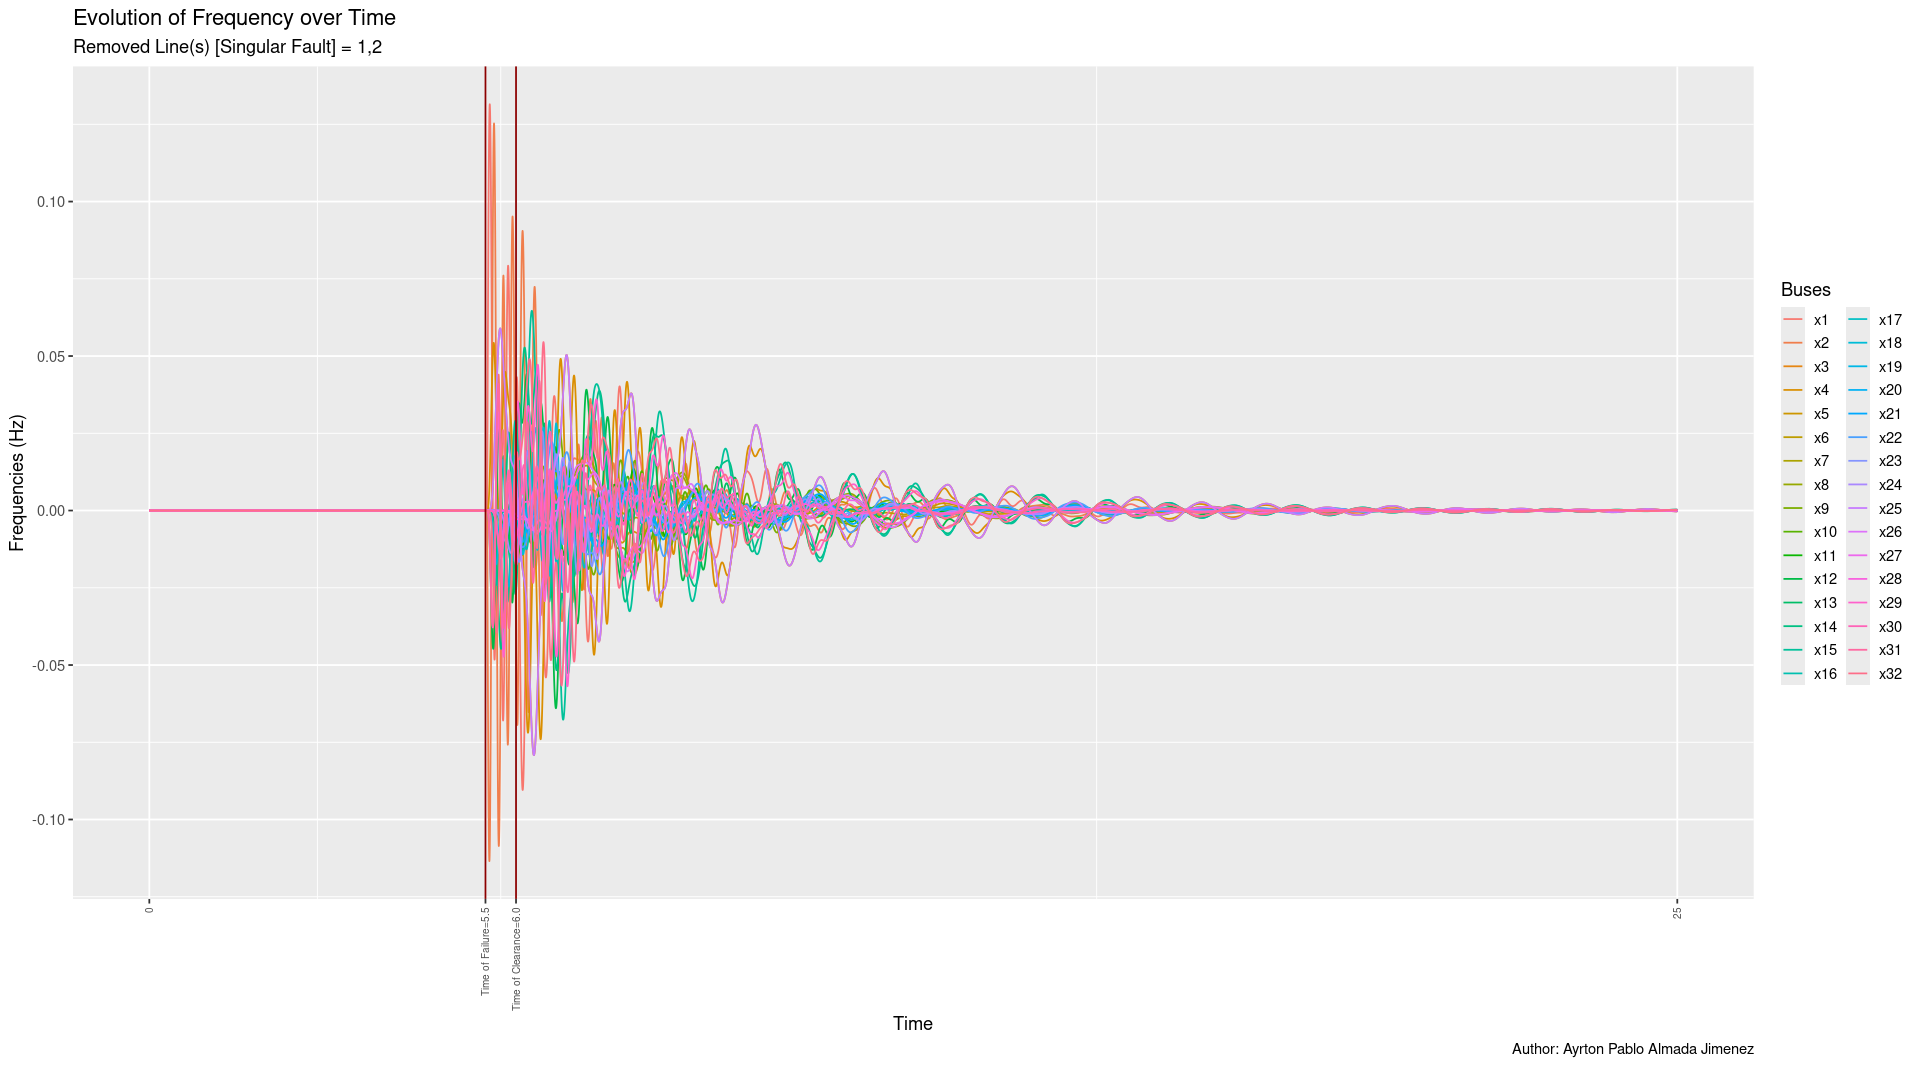 Evolution of Frequency over Time
Removed Line(s) [Singular Fault] = 1,2
Frequencies (Hz)
0.10
0.05
0.00
-0.05
-0.10
0
Time of Failure=5.5
Time of Clearance=6.0
25
Time
Buses
x1
x2
x3
x4
x5
x6
x7
x8
x9
x10
x11
x12
x13
x14
x15
x16
x17
x18
x19
x20
x21
x22
x23
x24
x25
x26
x27
x28
x29
x30
x31
x32
Author: Ayrton Pablo Almada Jimenez